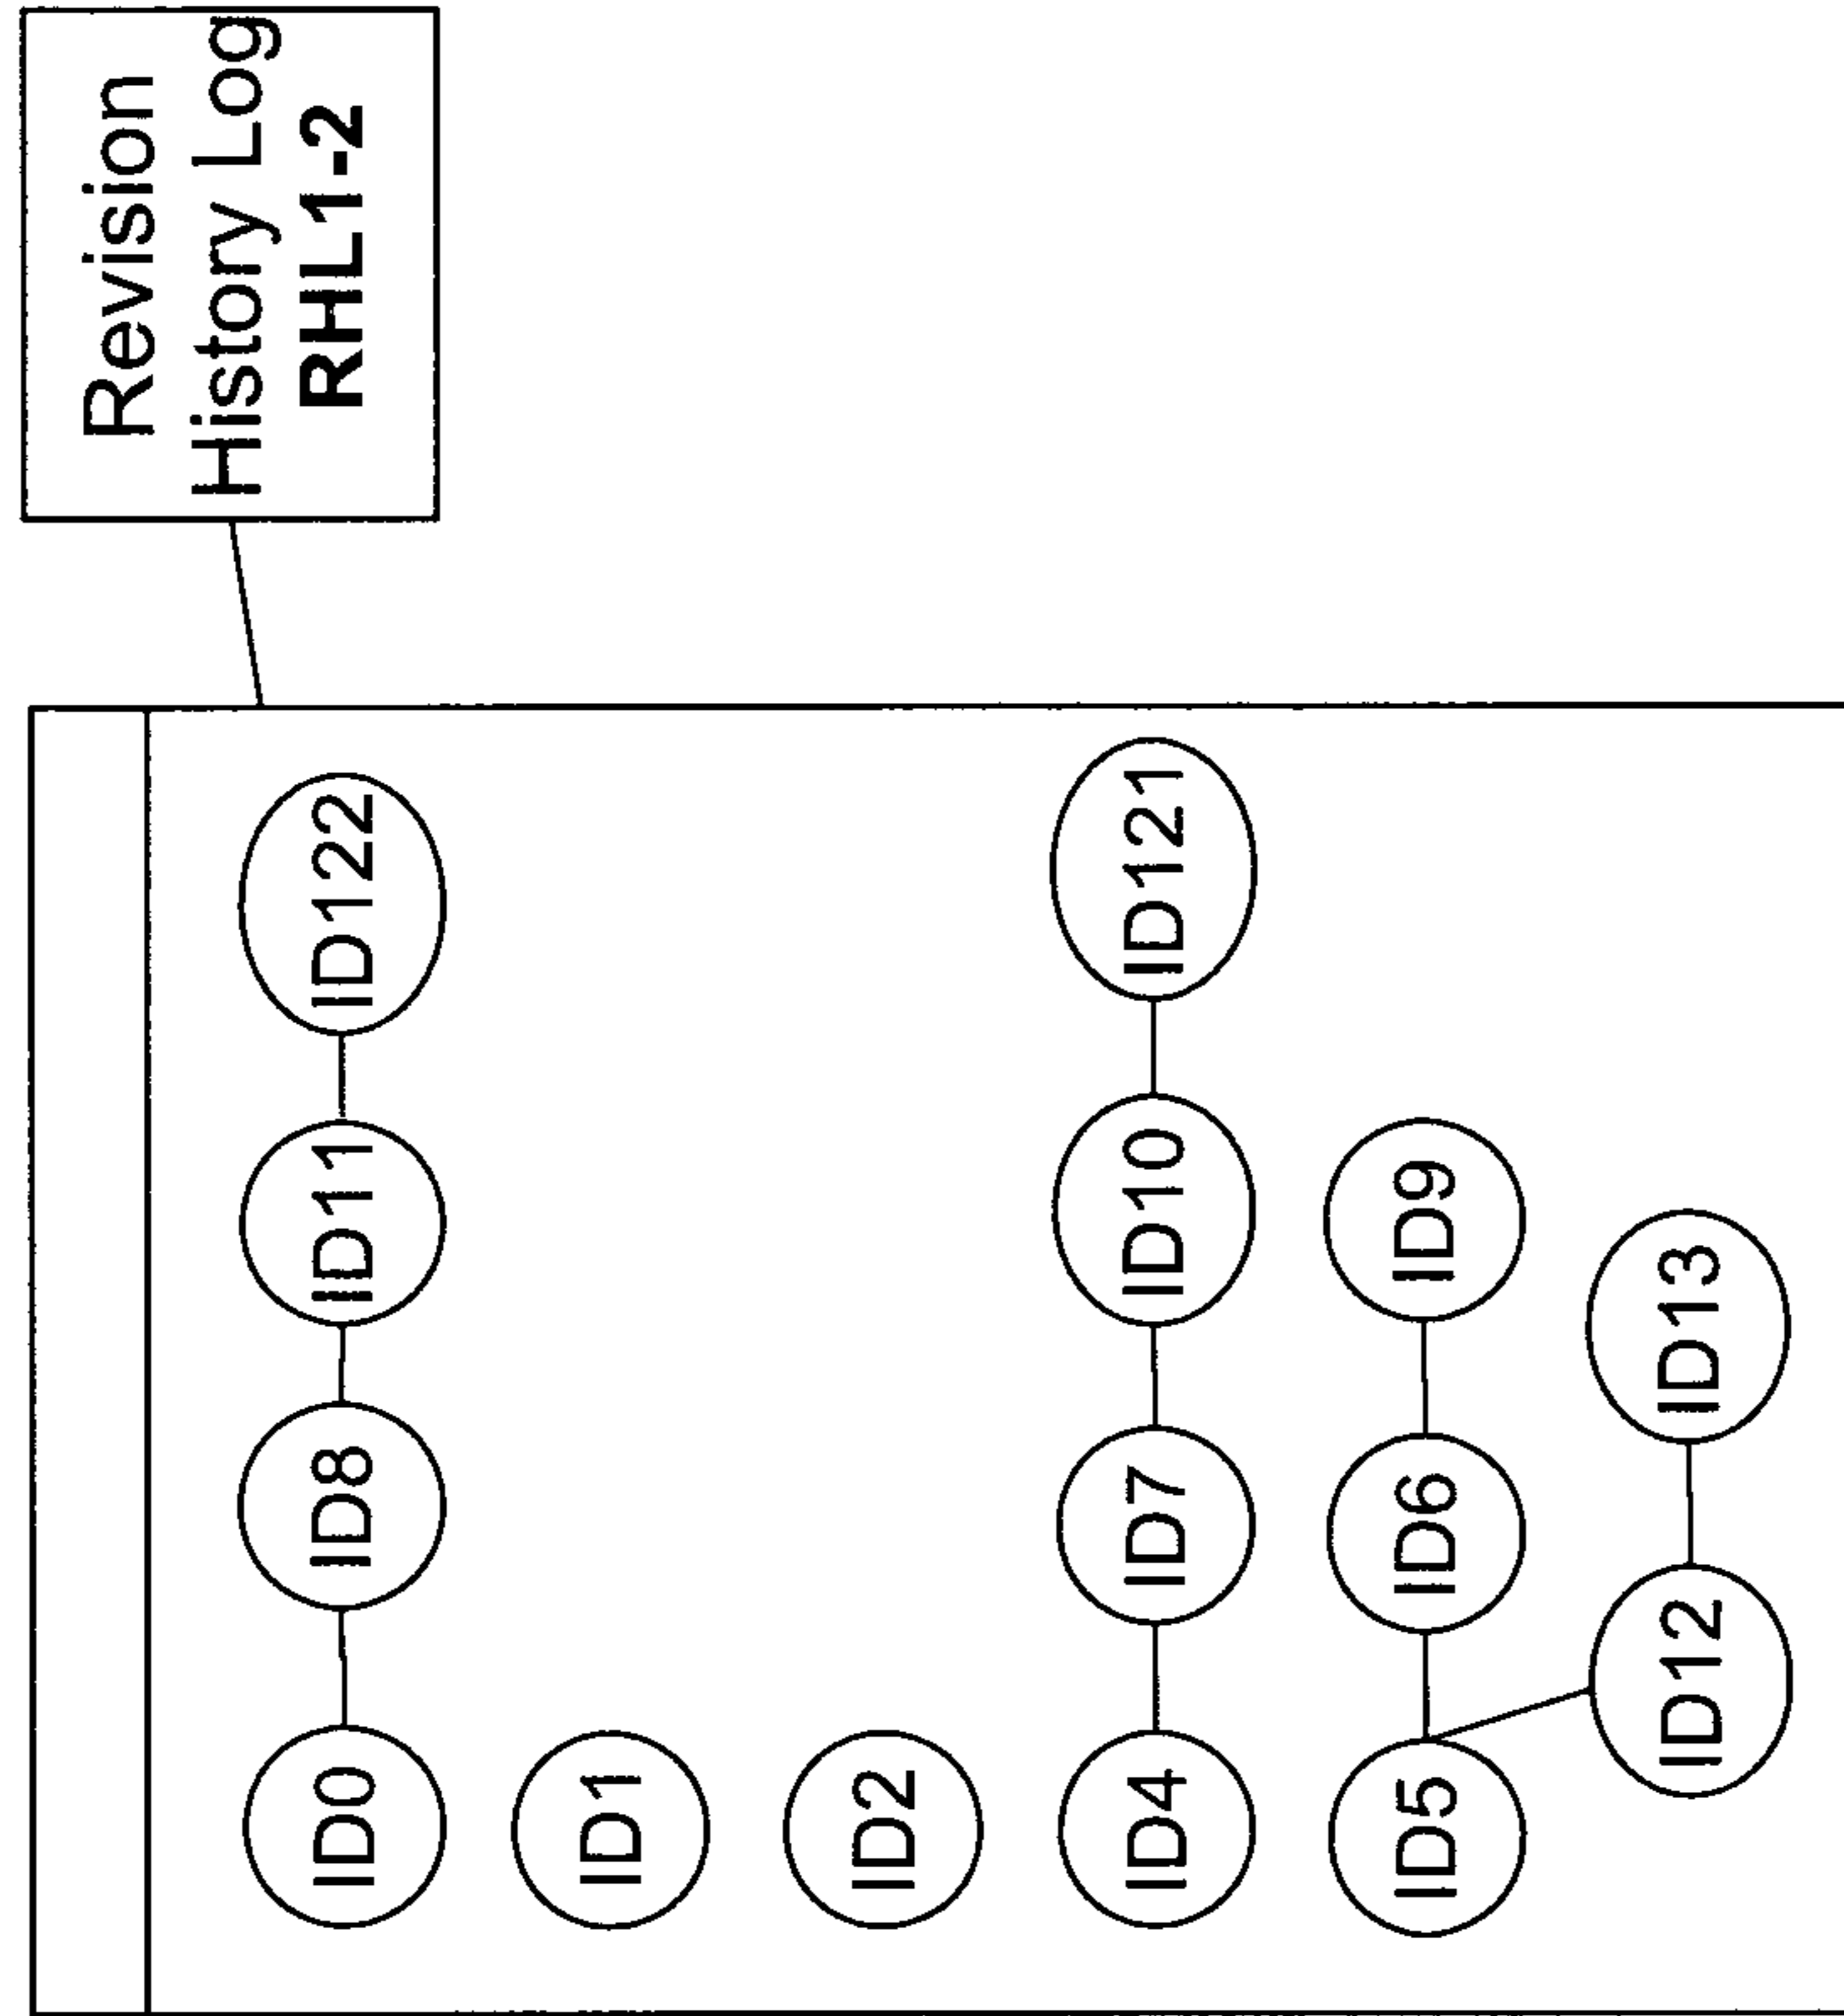 Revision
History Log
RHL1-2
ID0
ID8
ID11
ID122
ID1
ID2
ID4
ID7
ID10
ID121
ID5
ID6
ID9
ID12
ID13